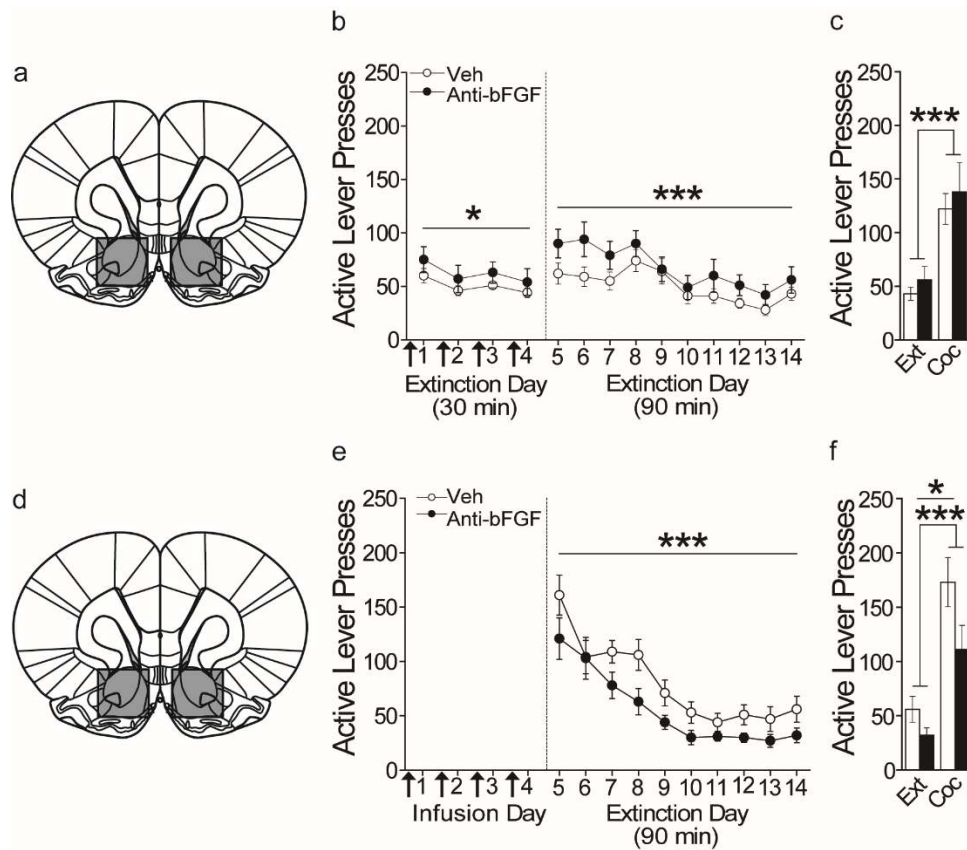 a
b
Active Lever Presses
250
200
150
100
50
0
Veh
Anti-bFGF
*
***
1 2 3 4
Extinction Day
(30 min)
5 6 7 8 9 10 11 12 13 14
Extinction Day
(90 min)
c
Active Lever Presses
250
200
150
100
50
0
***
Ext Coc
d
e
Active Lever Presses
250
200
150
100
50
0
Veh
Anti-bFGF
***
1 2 3 4
Infusion Day
5 6 7 8 9 10 11 12 13 14
Extinction Day
(90 min)
f
Active Lever Presses
250
200
150
100
50
0
*
***
Ext Coc